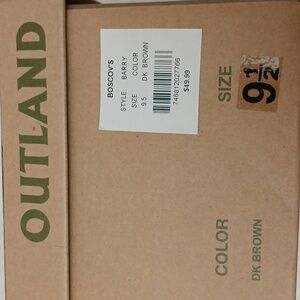 OUTLAND
BOSCOV'S
STYLE BARRY
SIZE COLOR
9.5 DK BROWN
746812027766
$49.99
SIZE
9 1/2
COLOR
DK BROWN